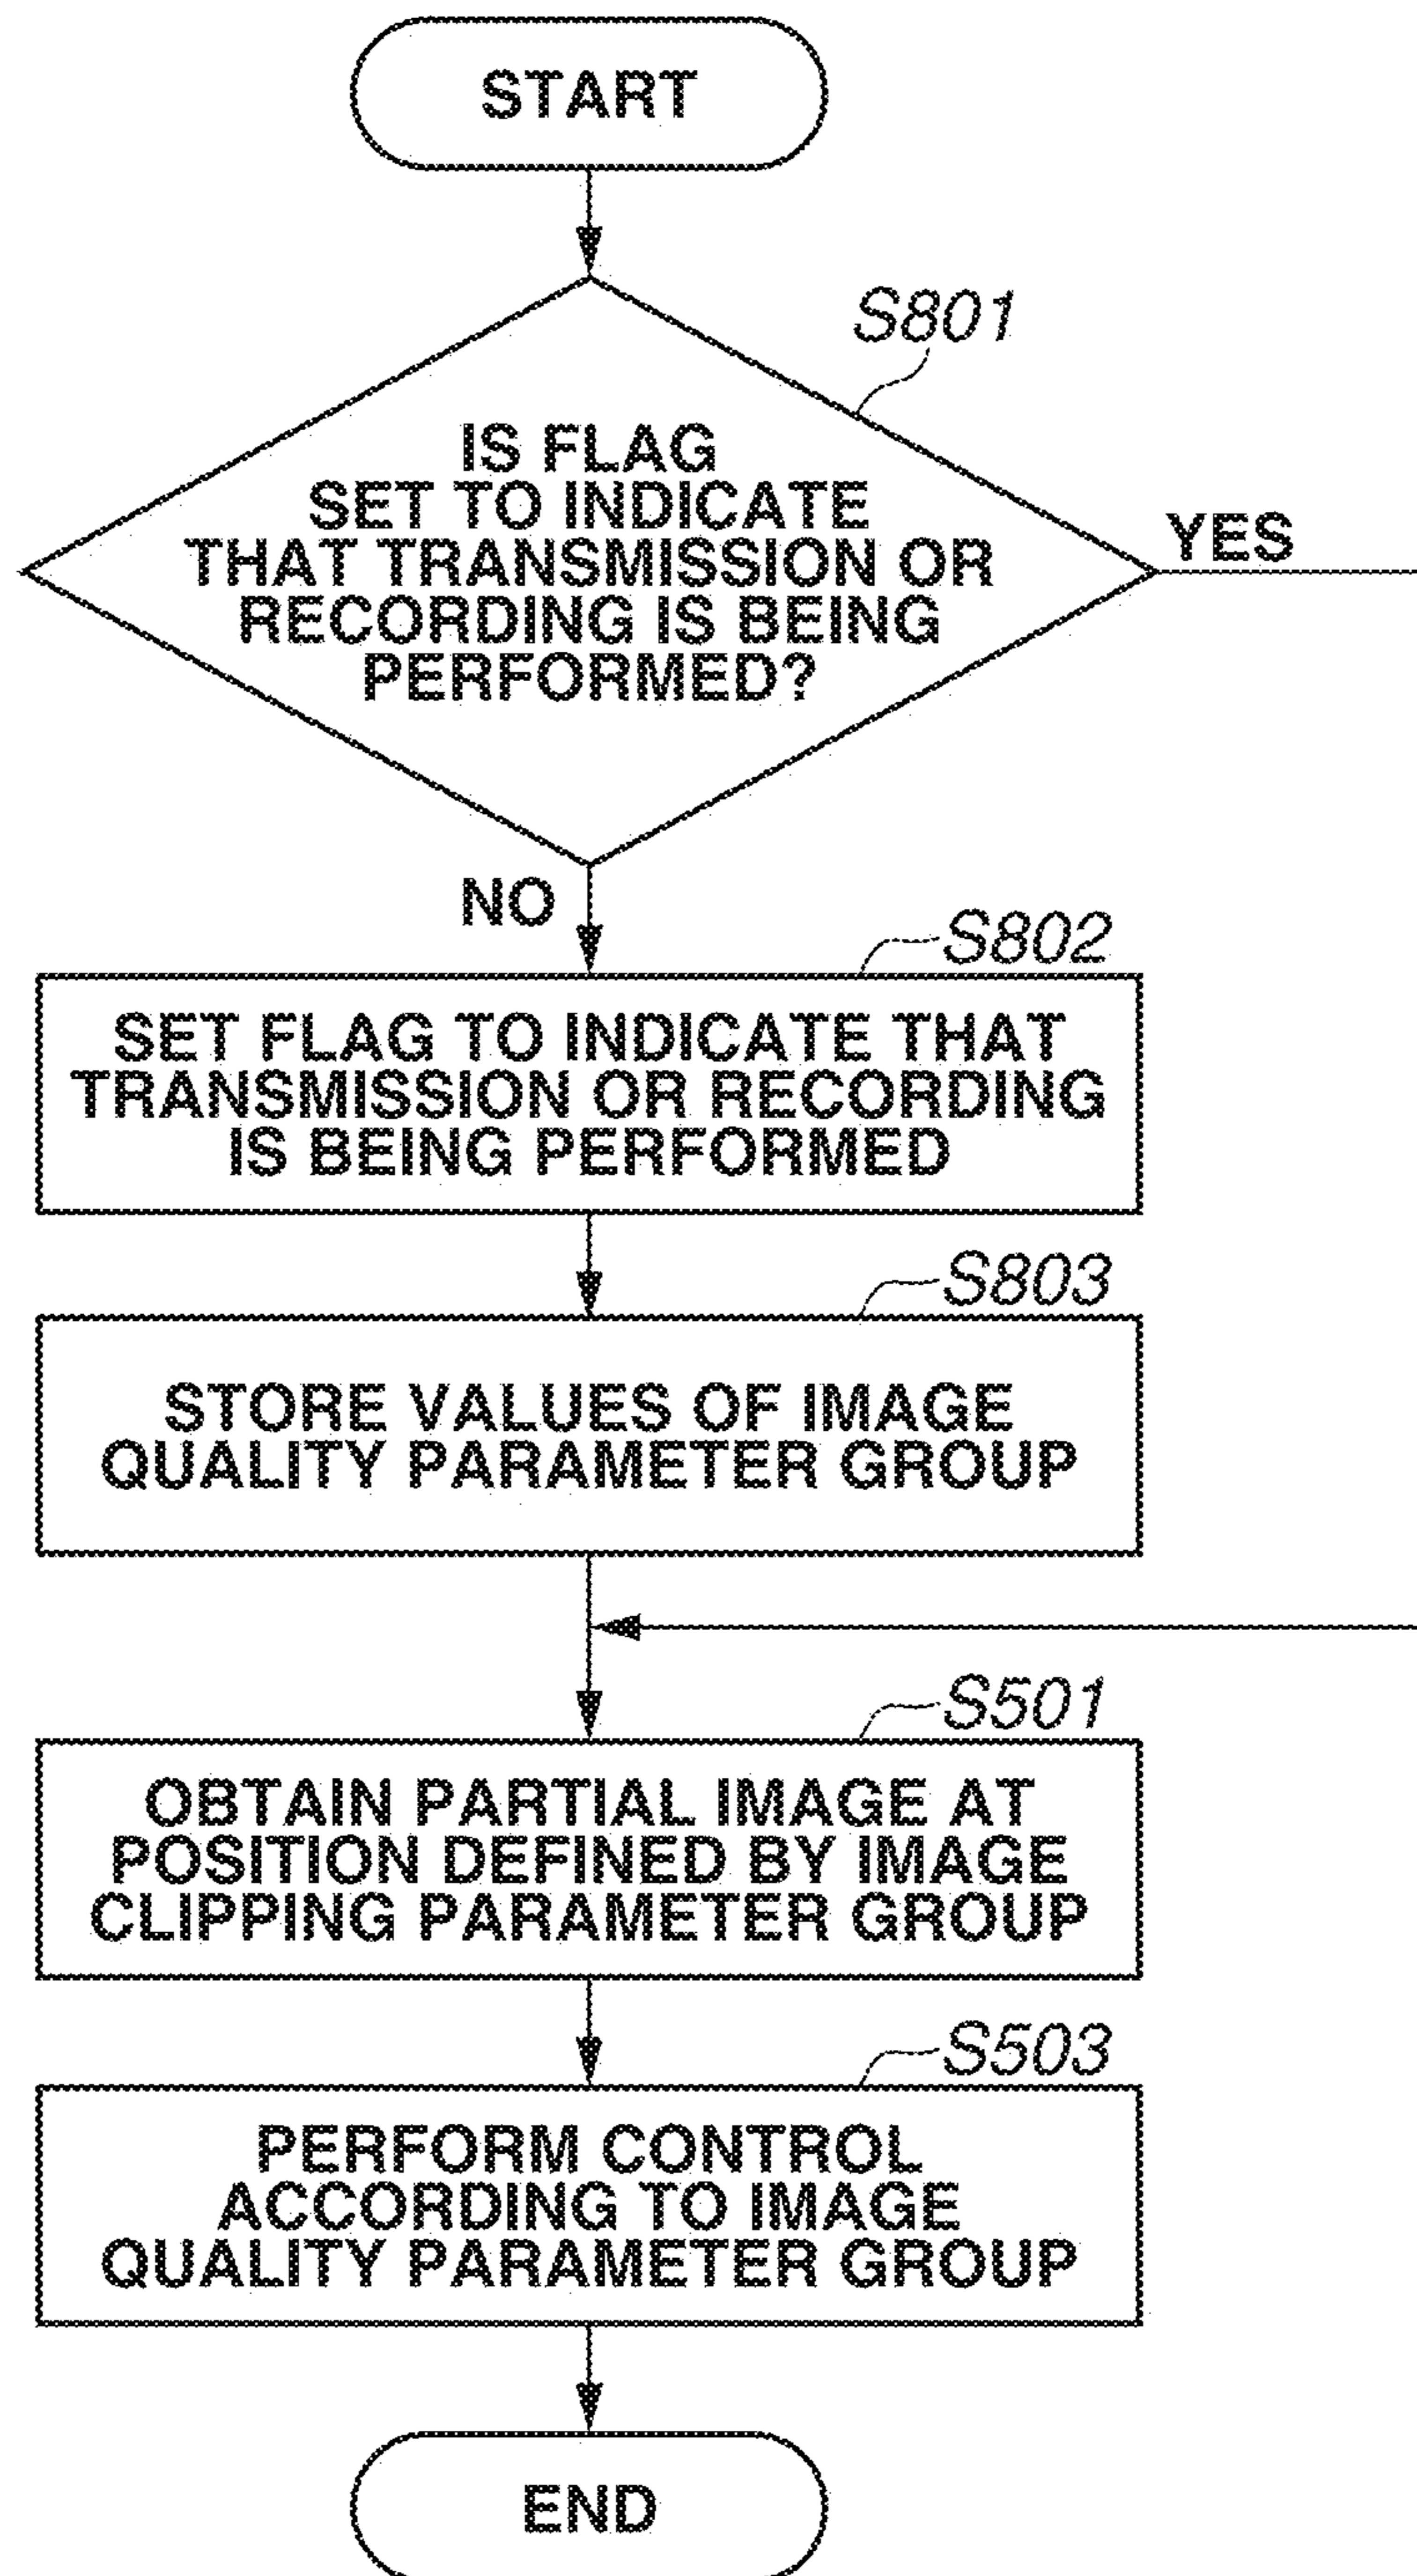 START
S801
IS FLAG
SET TO INDICATE
THAT TRANSMISSION OR
RECORDING IS BEING
PERFORMED?
YES
NO
S802
SET FLAG TO INDICATE THAT
TRANSMISSION OR RECORDING
IS BEING PERFORMED
S803
STORE VALUES OF IMAGE
QUALITY PARAMETER GROUP
S501
OBTAIN PARTIAL IMAGE AT
POSITION DEFINED BY IMAGE
CLIPPING PARAMETER GROUP
S503
PERFORM CONTROL
ACCORDING TO IMAGE
QUALITY PARAMETER GROUP
END